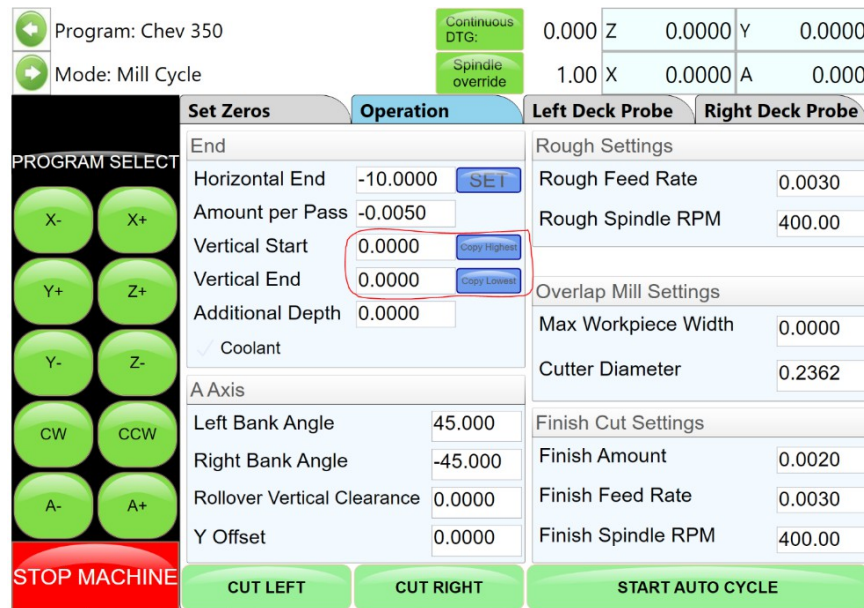 Program: Chev 350
Continuous DTG:
0.000 Z 0.0000 Y 0.0000
Mode: Mill Cycle
Spindle override
1.00 X 0.0000 A 0.000
Set Zeros Operation Left Deck Probe Right Deck Probe
PROGRAM SELECT
X- X+
Y+ Z+
Y- Z-
CW CCW
A- A+
STOP MACHINE
End
Horizontal End -10.0000 SET
Amount per Pass -0.0050
Vertical Start 0.0000 Copy Highest
Vertical End 0.0000 Copy Lowest
Additional Depth 0.0000
Coolant
A Axis
Left Bank Angle 45.000
Right Bank Angle -45.000
Rollover Vertical Clearance 0.0000
Y Offset 0.0000
Rough Settings
Rough Feed Rate 0.0030
Rough Spindle RPM 400.00
Overlap Mill Settings
Max Workpiece Width 0.0000
Cutter Diameter 0.2362
Finish Cut Settings
Finish Amount 0.0020
Finish Feed Rate 0.0030
Finish Spindle RPM 400.00
CUT LEFT CUT RIGHT START AUTO CYCLE